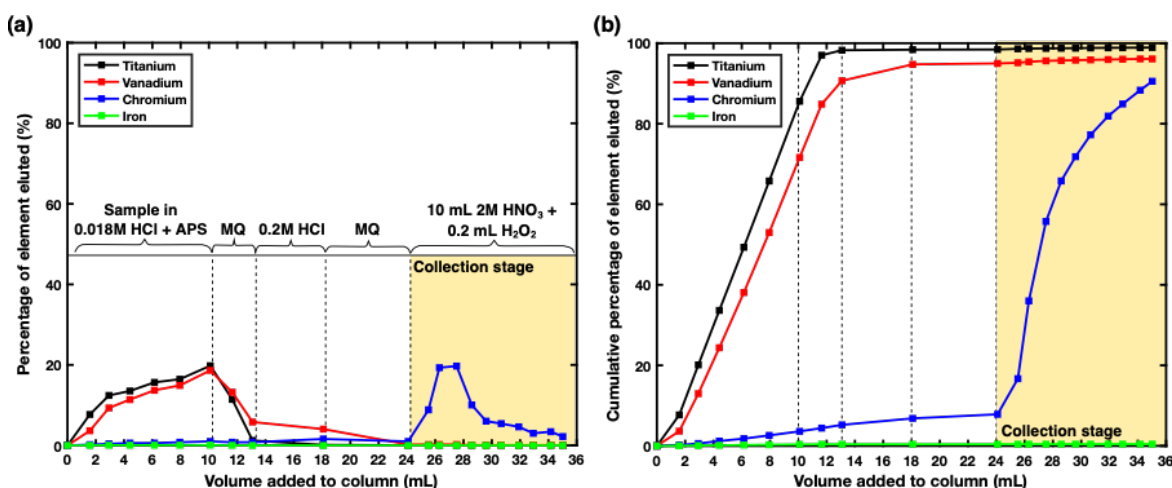 (a)
100
80
60
40
20
0
Percentage of element eluted (%)
Titanium
Vanadium
Chromium
Iron
Sample in
0.018M HCl + APS
MQ
0.2M HCl
MQ
10 mL 2M HNO₃ +
0.2 mL H₂O₂
Collection stage
0 2 4 6 8 10 12 14 16 18 20 22 24 26 28 30 32 34 36
Volume added to column (mL)
(b)
100
80
60
40
20
0
Cumulative percentage of element eluted (%)
Titanium
Vanadium
Chromium
Iron
Collection stage
0 2 4 6 8 10 12 14 16 18 20 22 24 26 28 30 32 34 36
Volume added to column (mL)